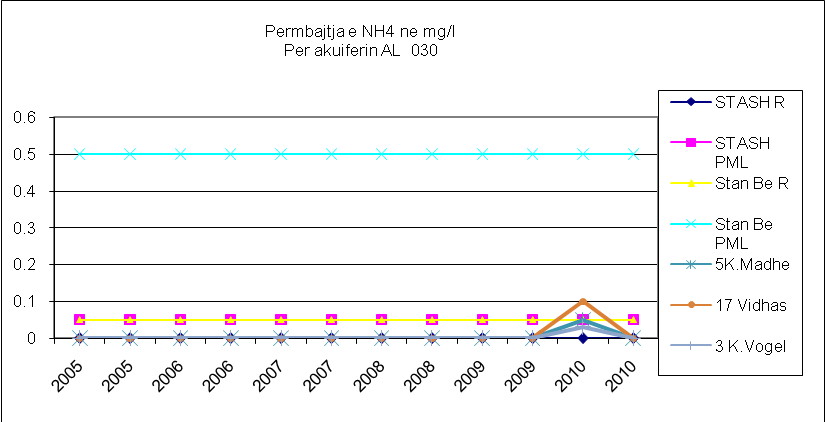 Permbajtja e NH4 ne mg/l
Per akuiferin AL 030
0.6
0.5
0.4
0.3
0.2
0.1
0
2005 2005 2006 2006 2007 2007 2008 2008 2009 2009 2010 2010
STASH R
STASH
PML
Stan Be R
Stan Be
PML
5K.Madhe
17 Vidhas
3 K.Vogel